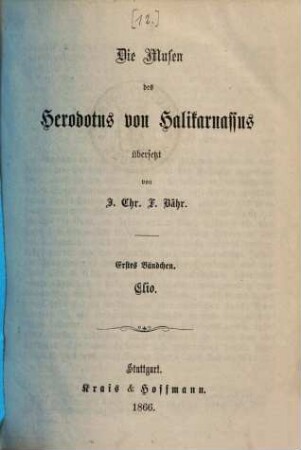 [12.]
Die Musen
des
Herodotus von Halikarnassus
übersetzt
von
J. Chr. F. Bähr.
Erstes Bändchen.
Clio.
Stuttgart.
Krais & Hoffmann.
1866.